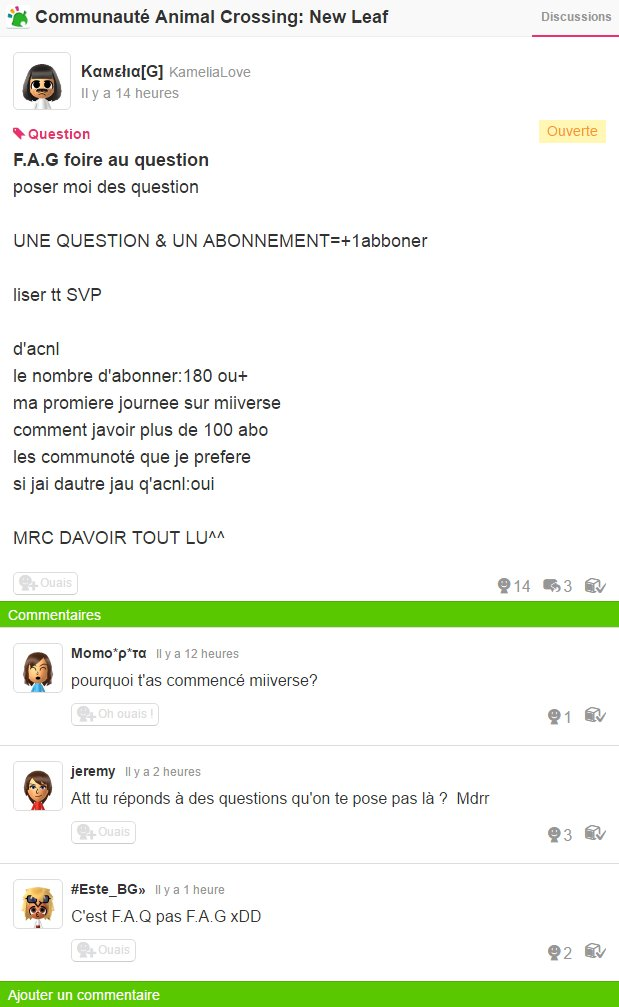 Communauté Animal Crossing: New Leaf
Discussions
Kαмεłıα[G] KameliaLove
Il y a 14 heures
Question
Ouverte
F.A.G foire au question
poser moi des question
UNE QUESTION & UN ABONNEMENT=+1abboner
liser tt SVP
d'acnl
le nombre d'abonner:180 ou+
ma promiere journee sur miiverse
comment javoir plus de 100 abo
les communoté que je prefere
si jai dautre jau q'acnl:oui
MRC DAVOIR TOUT LU^^
Ouais
14
3
Commentaires
Momo*ρ*τα Il y a 12 heures
pourquoi t'as commencé miiverse?
Oh ouais !
1
jeremy Il y a 2 heures
Att tu réponds à des questions qu'on te pose pas là ? Mdrr
Ouais
3
#Este_BG» Il y a 1 heure
C'est F.A.Q pas F.A.G xDD
Ouais
2
Ajouter un commentaire